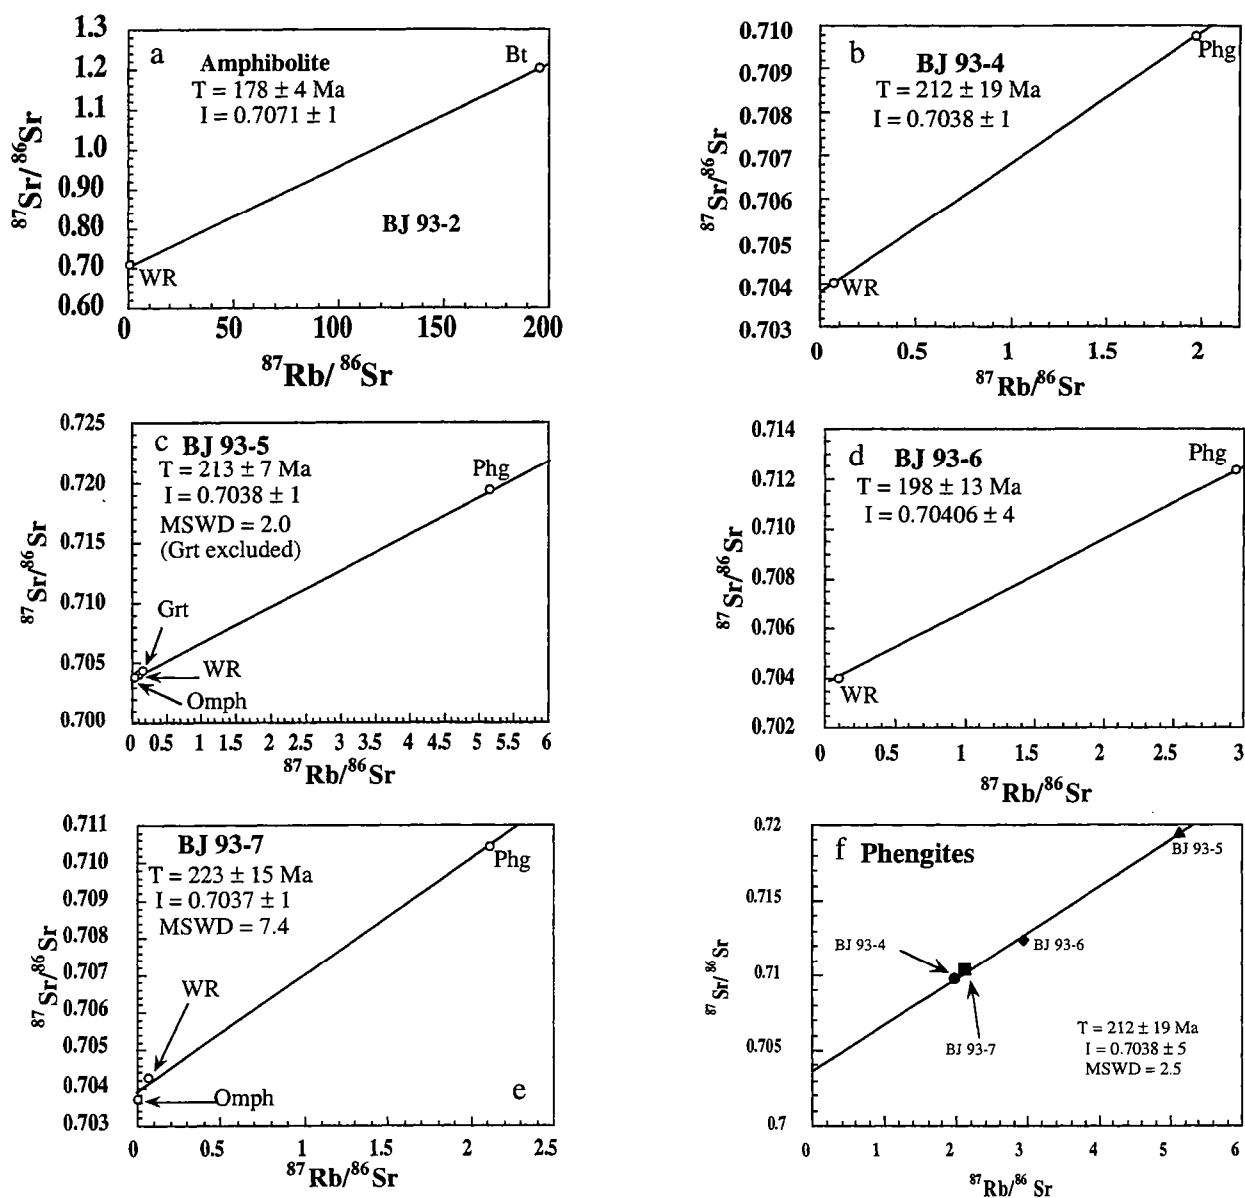 a
Amphibolite
T = 178 ± 4 Ma
I = 0.7071 ± 1
Bt
BJ 93-2
WR
1.3
1.2
1.1
1.0
0.90
0.80
0.70
0.60
0
50
100
150
200
87Sr/86Sr
87Rb/ 86Sr
b
BJ 93-4
T = 212 ± 19 Ma
I = 0.7038 ± 1
Phg
WR
0.710
0.709
0.708
0.707
0.706
0.705
0.704
0.703
0
0.5
1
1.5
2
87Sr/86Sr
87Rb/86Sr
c BJ 93-5
T = 213 ± 7 Ma
I = 0.7038 ± 1
MSWD = 2.0
(Grt excluded)
Phg
Grt
WR
Omph
0.725
0.720
0.715
0.710
0.705
0.700
0 0.5 1 1.5 2 2.5 3 3.5 4 4.5 5 5.5 6
87Sr/86Sr
87Rb/86Sr
d BJ 93-6
T = 198 ± 13 Ma
I = 0.70406 ± 4
Phg
WR
0.714
0.712
0.710
0.708
0.706
0.704
0.702
0
0.5
1
1.5
2
2.5
3
87Sr/86Sr
87Rb/86Sr
BJ 93-7
T = 223 ± 15 Ma
I = 0.7037 ± 1
MSWD = 7.4
Phg
WR
Omph
e
0.711
0.710
0.709
0.708
0.707
0.706
0.705
0.704
0.703
0
0.5
1
1.5
2
2.5
87Sr/86Sr
87Rb/86Sr
f Phengites
BJ 93-5
BJ 93-4
BJ 93-6
BJ 93-7
T = 212 ± 19 Ma
I = 0.7038 ± 5
MSWD = 2.5
0.72
0.715
0.71
0.705
0.7
0
1
2
3
4
5
6
87Sr/86Sr
87Rb/86 Sr